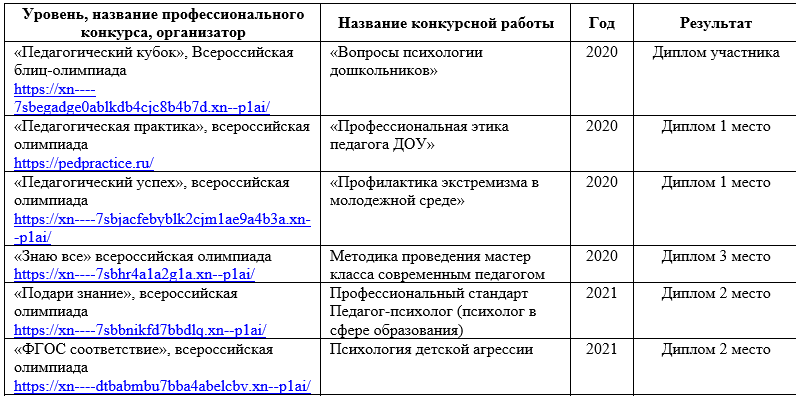 Уровень, название профессионального
конкурса, организатор
Название конкурсной работы
Год
Результат
«Педагогический кубок», Всероссийская
блиц-олимпиада
https://xn----
7sbegadge0ablkdb4cjc8b4b7d.xn--p1ai/
«Вопросы психологии
дошкольников»
2020
Диплом участника
«Педагогическая практика», всероссийская
олимпиада
https://pedpractice.ru/
«Профессиональная этика
педагога ДОУ»
2020
Диплом 1 место
«Педагогический успех», всероссийская
олимпиада
https://xn----7sbjacfebyblk2cjm1ae9a4b3a.xn-
-p1ai/
«Профилактика экстремизма в
молодежной среде»
2020
Диплом 1 место
«Знаю все» всероссийская олимпиада
https://xn----7sbhr4a1a2g1a.xn--p1ai/
Методика проведения мастер
класса современным педагогом
2020
Диплом 3 место
«Подари знание», всероссийская
олимпиада
https://xn----7sbbnikfd7bbdlq.xn--p1ai/
Профессиональный стандарт
Педагог-психолог (психолог в
сфере образования)
2021
Диплом 2 место
«ФГОС соответствие», всероссийская
олимпиада
https://xn----dtbabmbu7bba4abelcbv.xn--p1ai/
Психология детской агрессии
2021
Диплом 2 место